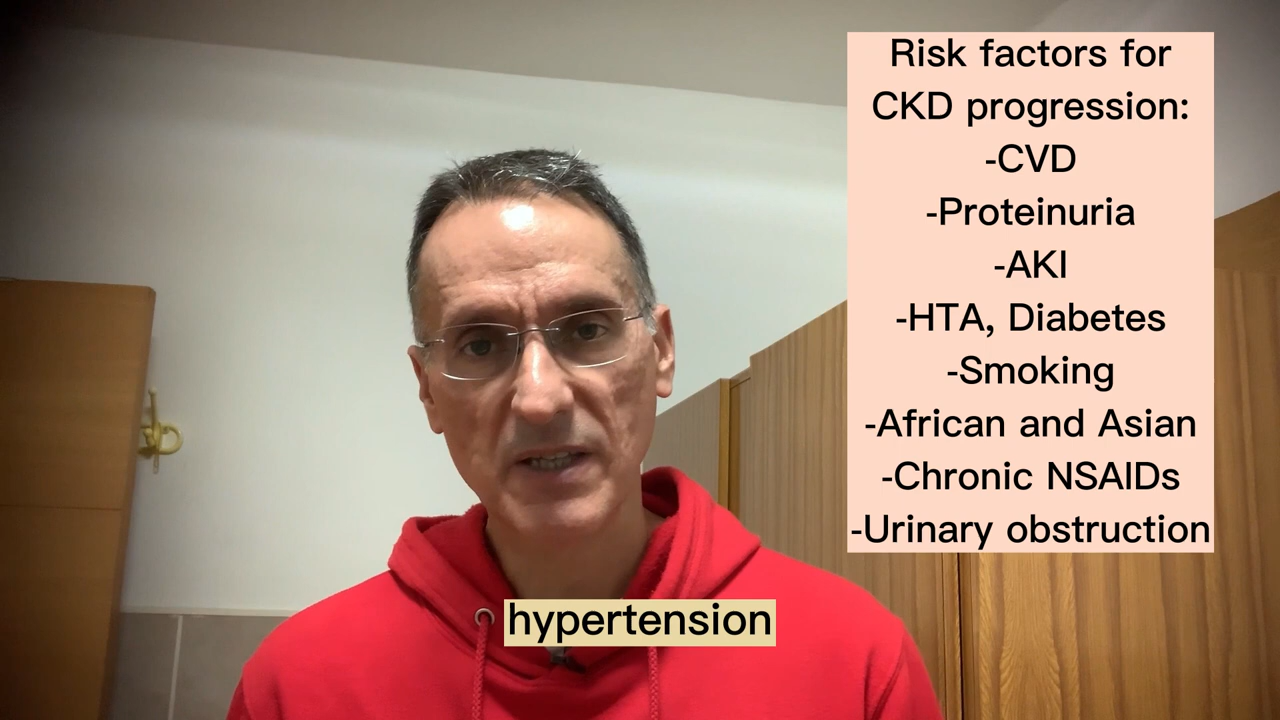 Risk factors for
CKD progression:
-CVD
-Proteinuria
-AKI
-HTA, Diabetes
-Smoking
-African and Asian
-Chronic NSAIDs
-Urinary obstruction
hypertension